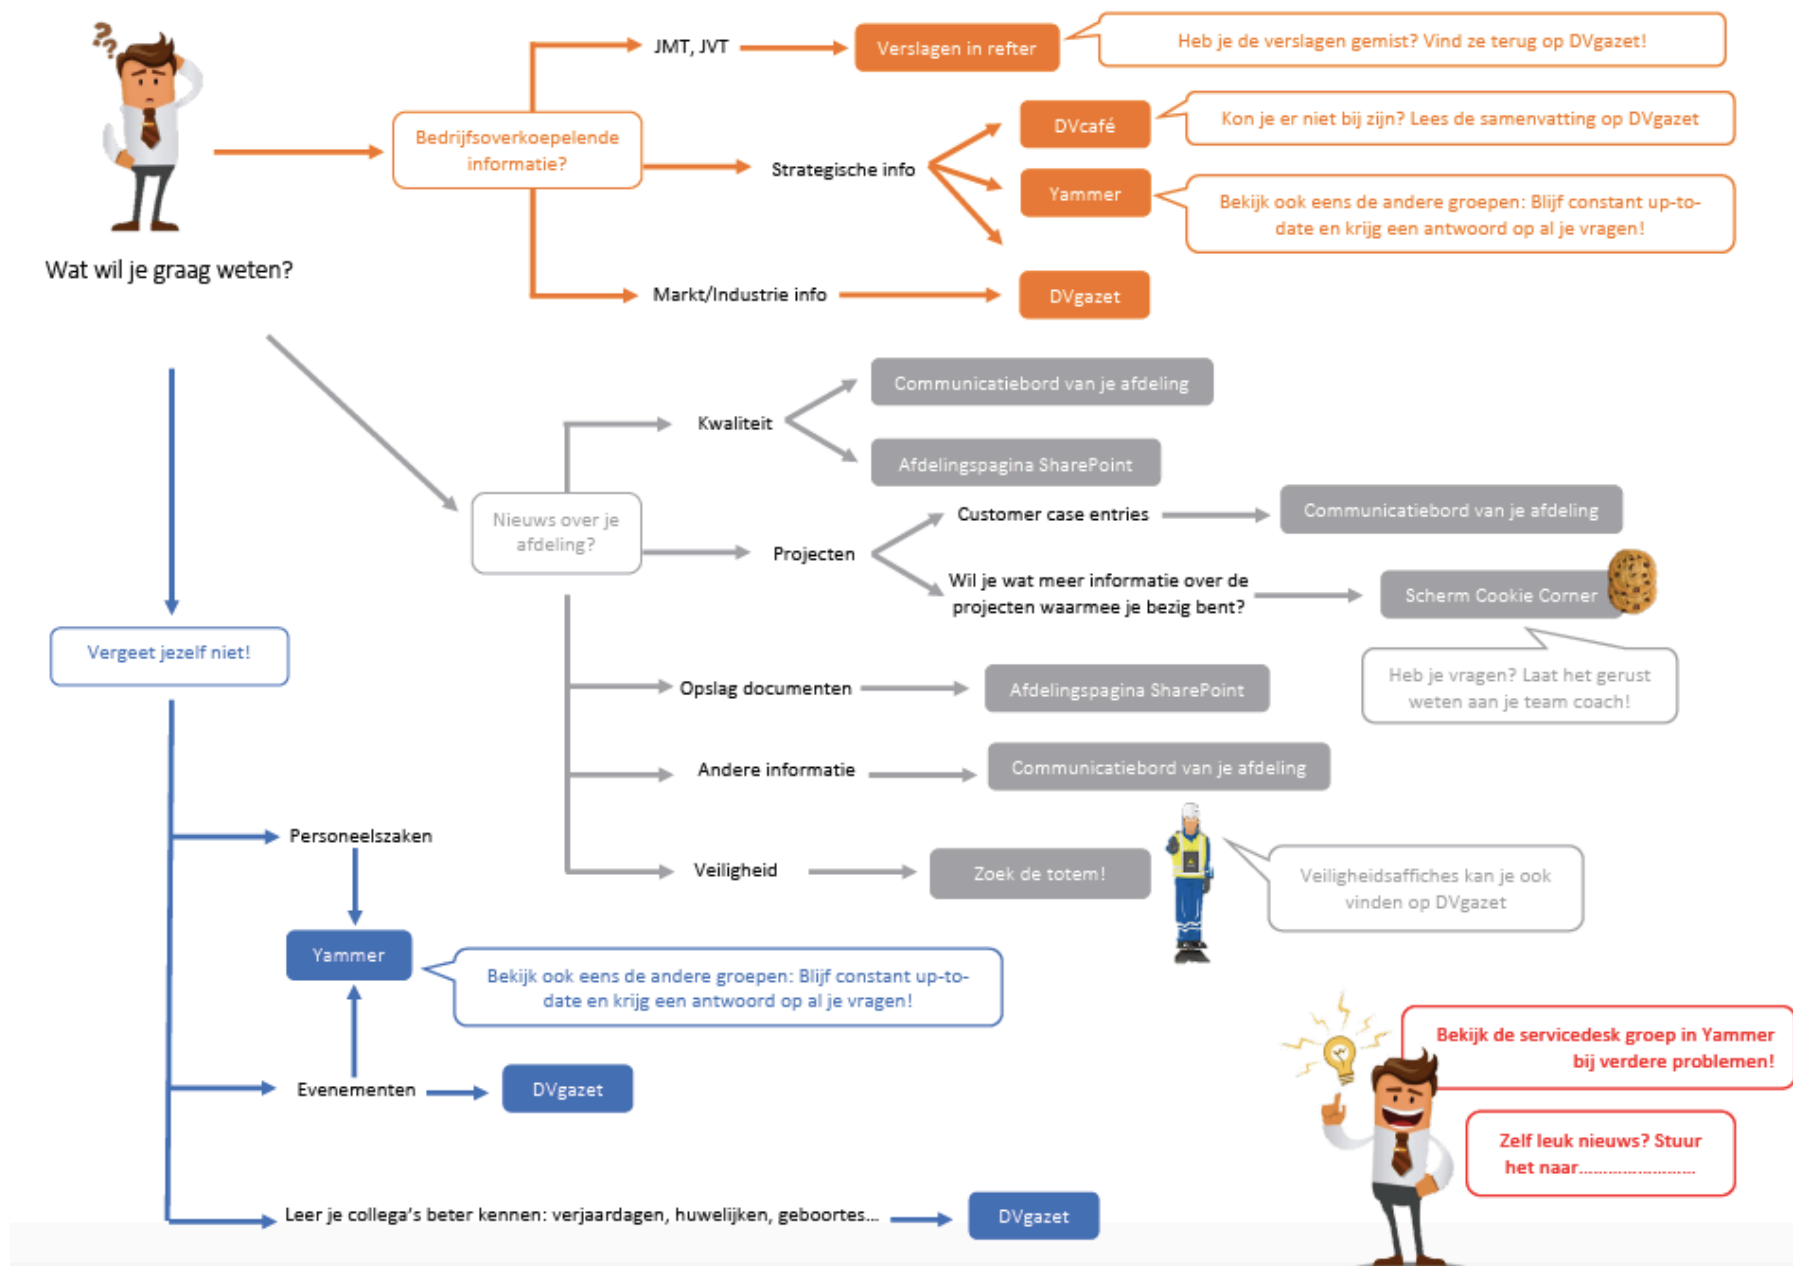 ??
JMT, JVT
Verslagen in refter
Heb je de verslagen gemist? Vind ze terug op DVgazet!
Bedrijfsoverkoepelende
informatie?
DVcafé
Kon je er niet bij zijn? Lees de samenvatting op DVgazet
Strategische info
Yammer
Bekijk ook eens de andere groepen: Blijf constant up-to-
date en krijg een antwoord op al je vragen!
Wat wil je graag weten?
Markt/Industrie info
DVgazet
Communicatiebord van je afdeling
Kwaliteit
Afdelingspagina SharePoint
Nieuws over je
afdeling?
Customer case entries
Communicatiebord van je afdeling
Projecten
Wil je wat meer informatie over de
projecten waarmee je bezig bent?
Scherm Cookie Corner
Heb je vragen? Laat het gerust
weten aan je team coach!
Vergeet jezelf niet!
Opslag documenten
Afdelingspagina SharePoint
Andere informatie
Communicatiebord van je afdeling
Veiligheid
Zoek de totem!
Veiligheidsaffiches kan je ook
vinden op DVgazet
Personeelszaken
Yammer
Bekijk ook eens de andere groepen: Blijf constant up-to-
date en krijg een antwoord op al je vragen!
Evenementen
DVgazet
Leer je collega's beter kennen: verjaardagen, huwelijken, geboortes...
DVgazet
Bekijk de servicedesk groep in Yammer
bij verdere problemen!
Zelf leuk nieuws? Stuur
het naar........................